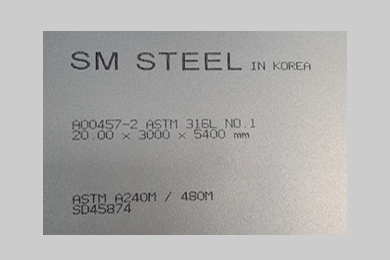 SM STEEL IN KOREA
A00457-2 ASTM 316L NO.1
20.00 x 3000 x 5400 mm
ASTM A240M / 480M
SD45874